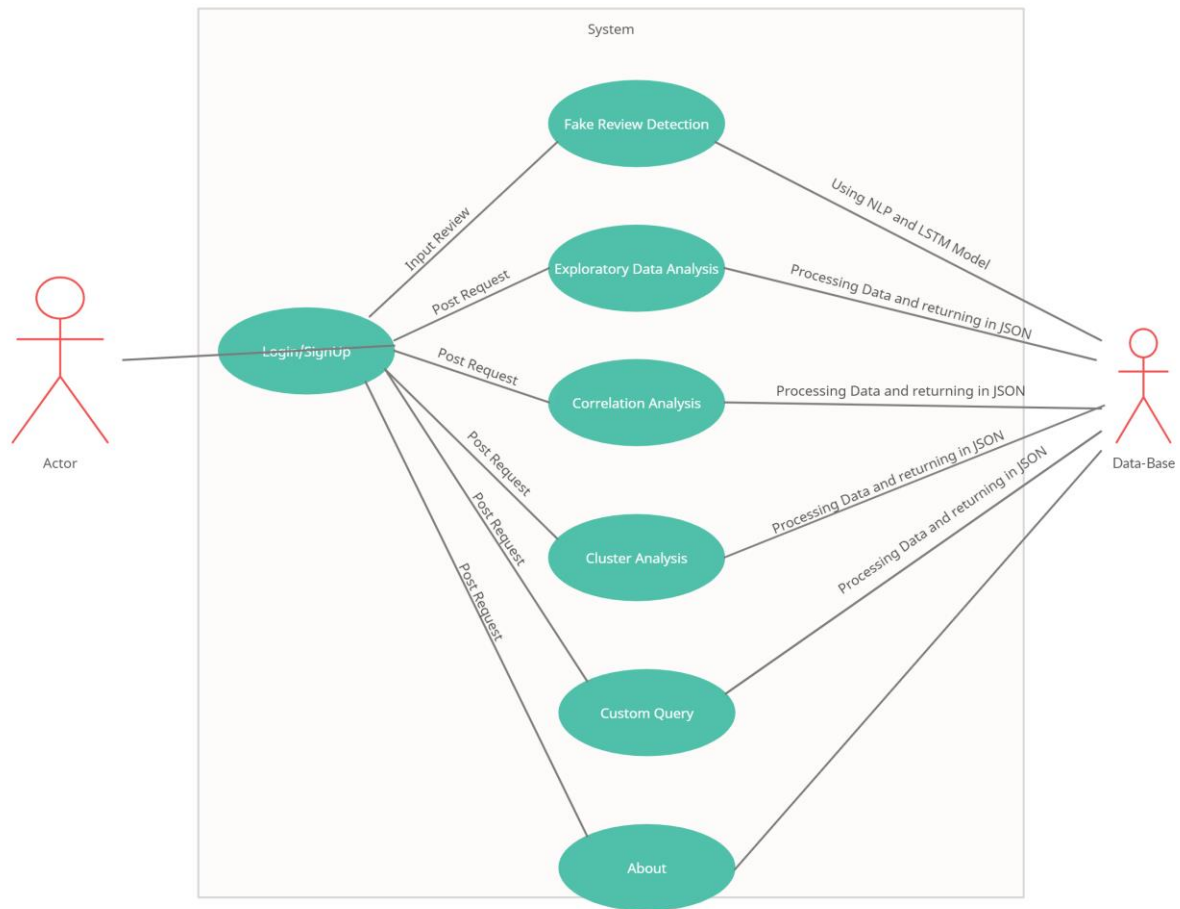 System
Fake Review Detection
Using NLP and LSTM Model
Input Review
Exploratory Data Analysis
Post Request
Processing Data and returning in JSON
Login/SignUp
Post Request
Correlation Analysis
Processing Data and returning in JSON
Actor
Data-Base
Post Request
Processing Data and returning in JSON
Cluster Analysis
Post Request
Processing Data and returning in JSON
Post Request
Custom Query
About